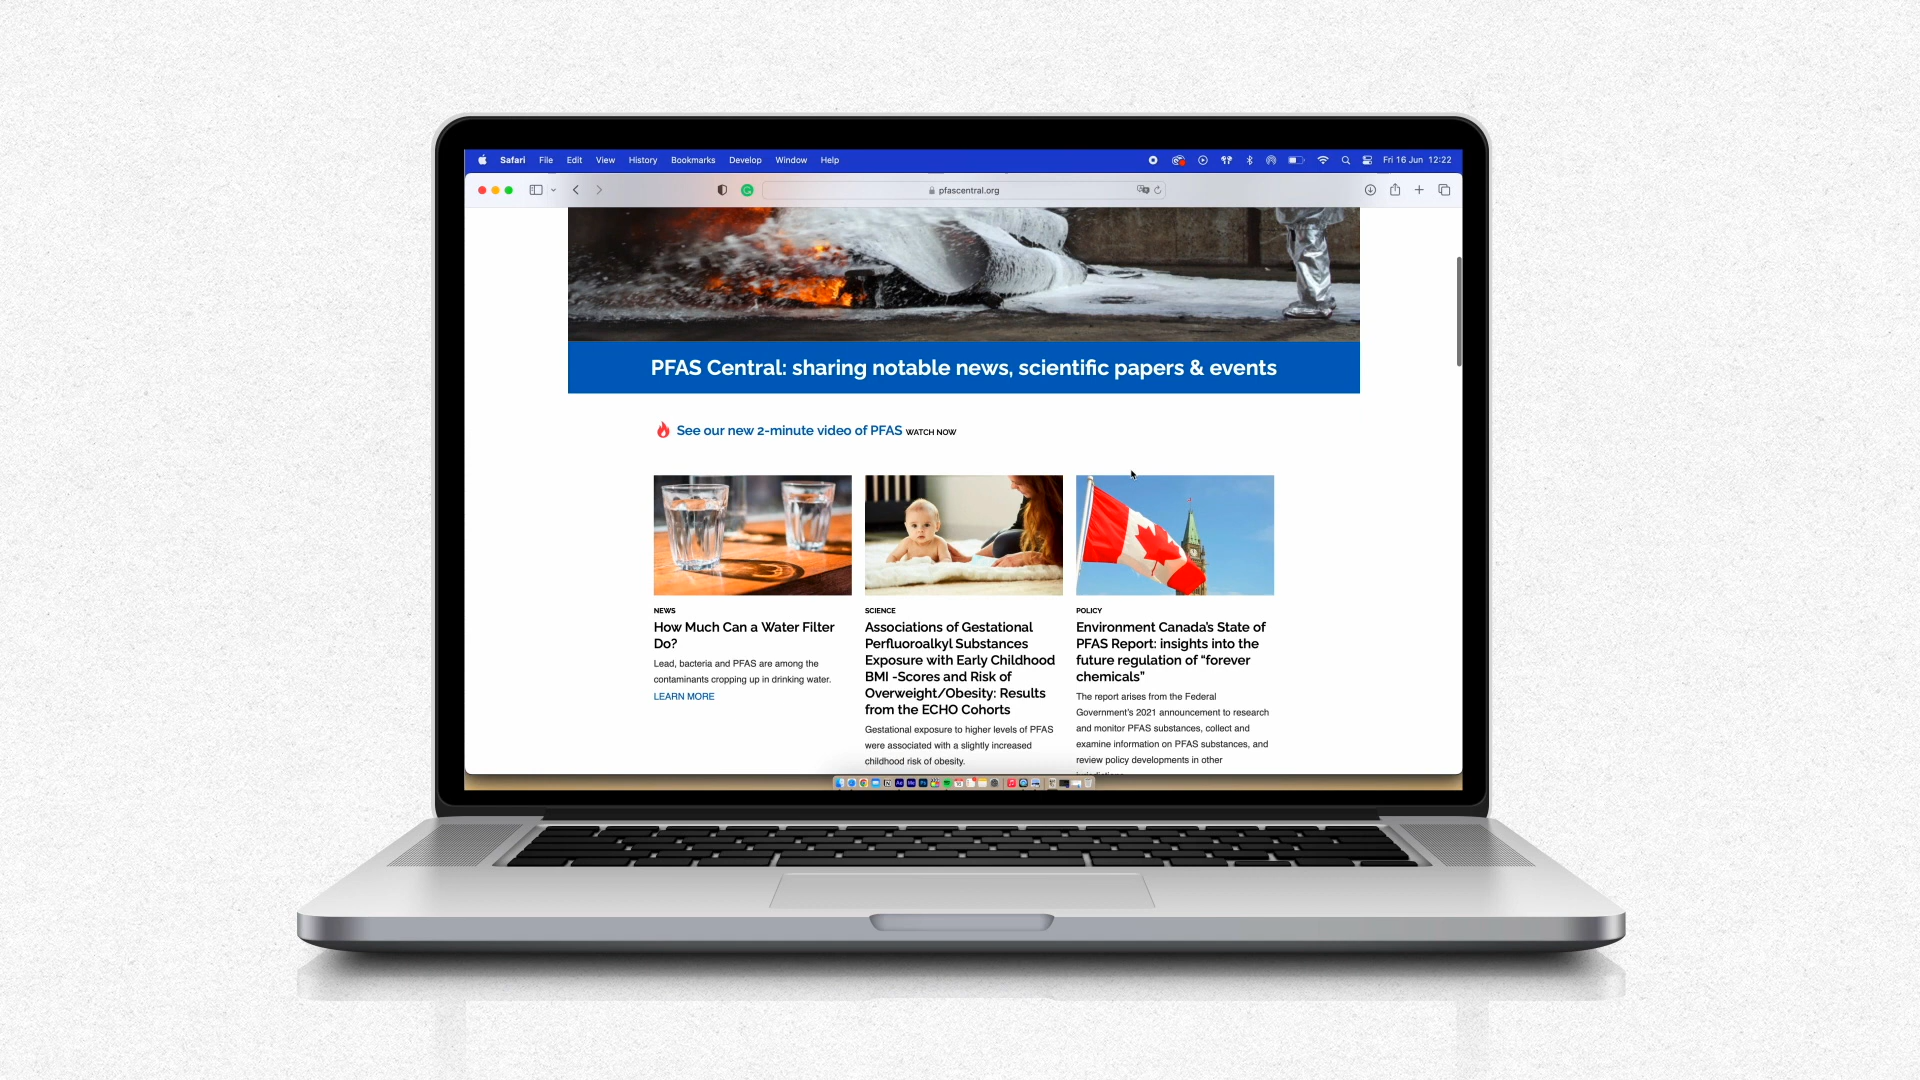 Safari File Edit View History Bookmarks Develop Window Help
Fri 16 Jun 12:22
pfascentral.org
PFAS Central: sharing notable news, scientific papers & events
See our new 2-minute video of PFAS WATCH NOW
NEWS
How Much Can a Water Filter
Do?
Lead, bacteria and PFAS are among the
contaminants cropping up in drinking water.
LEARN MORE
SCIENCE
Associations of Gestational
Perfluoroalkyl Substances
Exposure with Early Childhood
BMI -Scores and Risk of
Overweight/Obesity: Results
from the ECHO Cohorts
Gestational exposure to higher levels of PFAS
were associated with a slightly increased
childhood risk of obesity.
POLICY
Environment Canada's State of
PFAS Report: insights into the
future regulation of “forever
chemicals”
The report arises from the Federal
Government's 2021 announcement to research
and monitor PFAS substances, collect and
examine information on PFAS substances, and
review policy developments in other